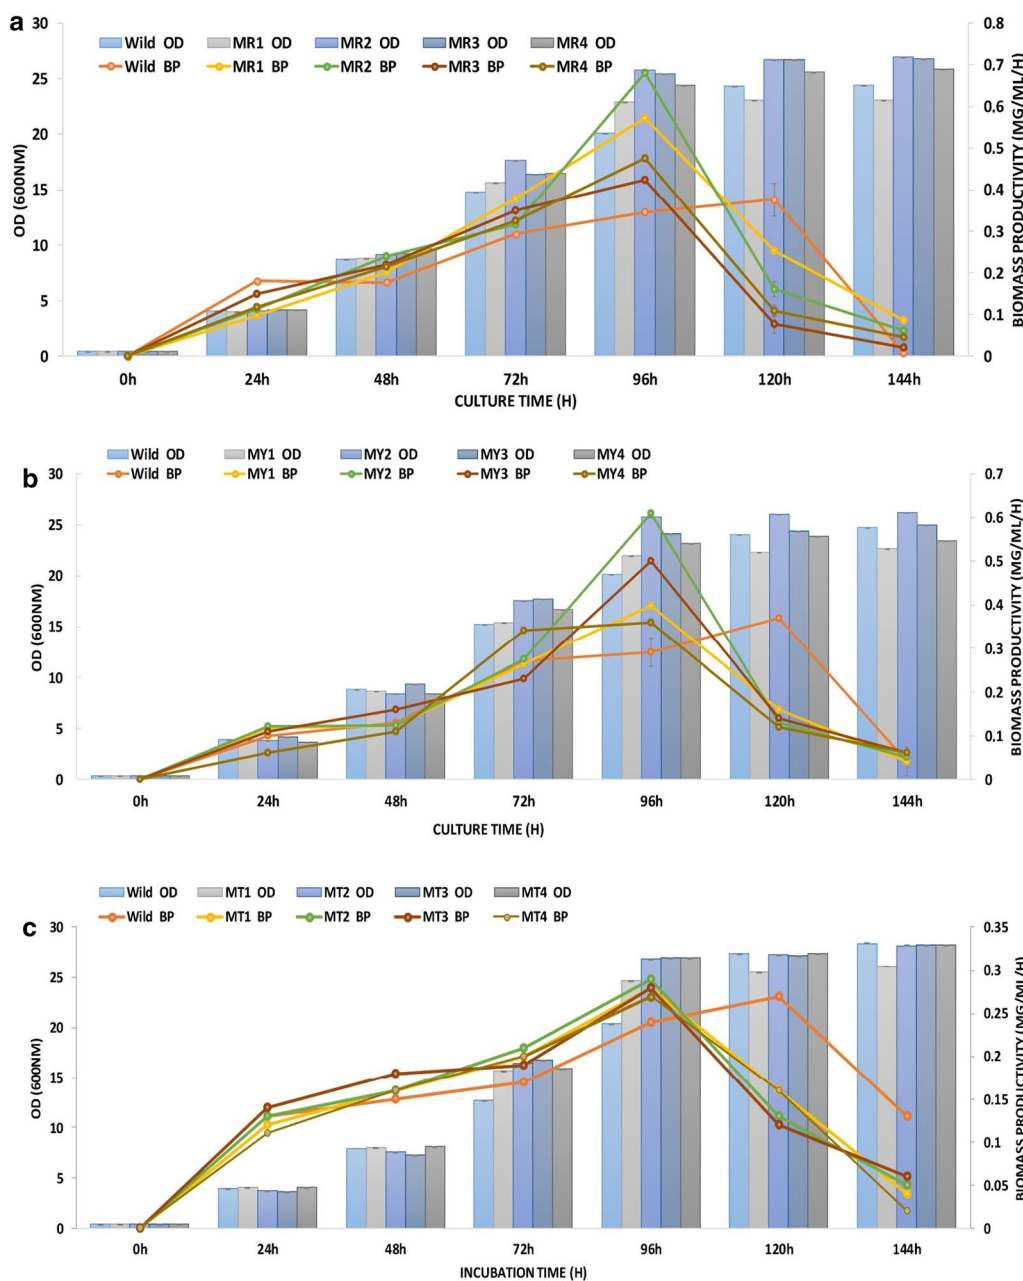 a
Wild OD MR1 OD MR2 OD MR3 OD MR4 OD
Wild BP MR1 BP MR2 BP MR3 BP MR4 BP
30
25
20
15
10
5
0
OD (600NM)
0.8
0.7
0.6
0.5
0.4
0.3
0.2
0.1
0
BIOMASS PRODUCTIVITY (MG/ML/H)
0h 24h 48h 72h 96h 120h 144h
CULTURE TIME (H)
b
Wild OD MY1 OD MY2 OD MY3 OD MY4 OD
Wild BP MY1 BP MY2 BP MY3 BP MY4 BP
30
25
20
15
10
5
0
OD (600NM)
0.7
0.6
0.5
0.4
0.3
0.2
0.1
0
BIOMASS PRODUCTIVITY (MG/ML/H)
0h 24h 48h 72h 96h 120h 144h
CULTURE TIME (H)
c
Wild OD MT1 OD MT2 OD MT3 OD MT4 OD
Wild BP MT1 BP MT2 BP MT3 BP MT4 BP
30
25
20
15
10
5
0
OD (600NM)
0.35
0.3
0.25
0.2
0.15
0.1
0.05
0
BIOMASS PRODUCTIVITY (MG/ML/H)
0h 24h 48h 72h 96h 120h 144h
INCUBATION TIME (H)